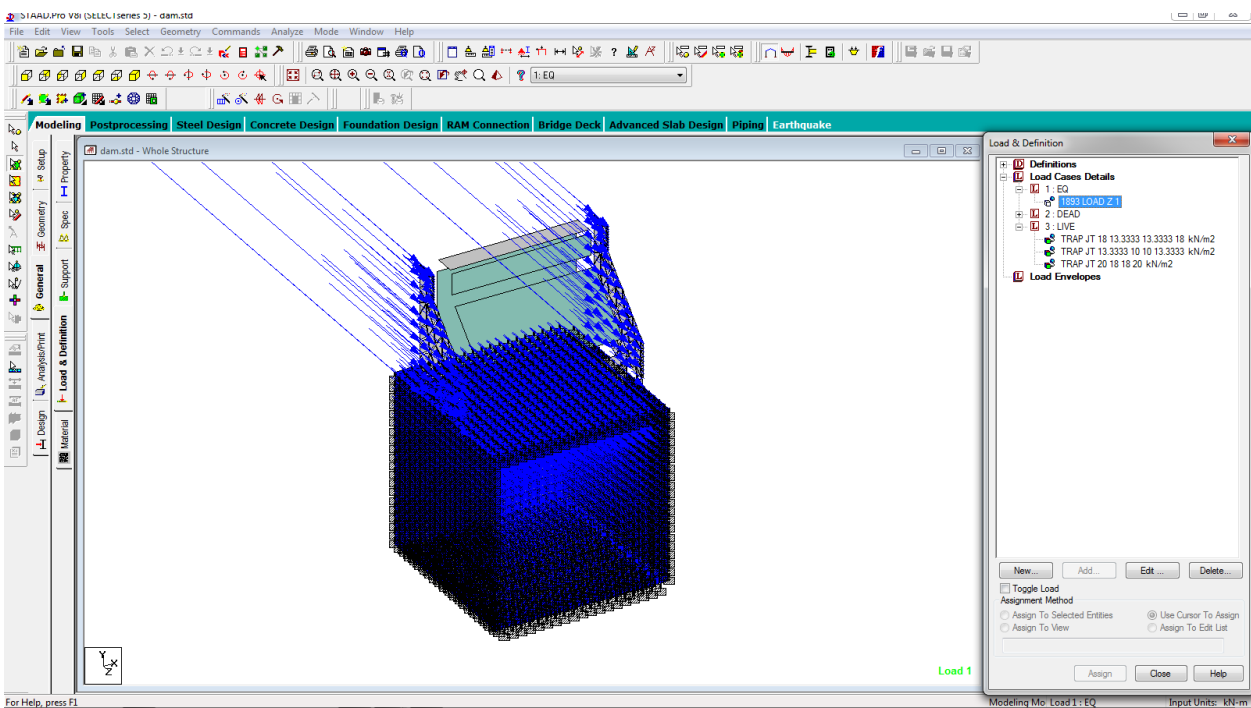 STAAD.Pro V8i (SELECTseries 5) - dam.std
File Edit View Tools Select Geometry Commands Analyze Mode Window Help
1: EQ
Modeling Postprocessing Steel Design Concrete Design Foundation Design RAM Connection Bridge Deck Advanced Slab Design Piping Earthquake
dam.std - Whole Structure
Setup
Geometry
General
Analysis/Print
Design
Property
Spec
Support
Load & Definition
Material
Y
X
Z
Load 1
Load & Definition
Definitions
Load Cases Details
1 : EQ
1893 LOAD Z 1
2 : DEAD
3 : LIVE
TRAP JT 18 13.3333 13.3333 18 kN/m2
TRAP JT 13.3333 10 10 13.3333 kN/m2
TRAP JT 20 18 18 20 kN/m2
Load Envelopes
New... Add... Edit ... Delete...
Toggle Load
Assignment Method
Assign To Selected Entities Use Cursor To Assign
Assign To View Assign To Edit List
Assign Close Help
For Help, press F1 Modeling Mo Load 1 : EQ Input Units: kN-m